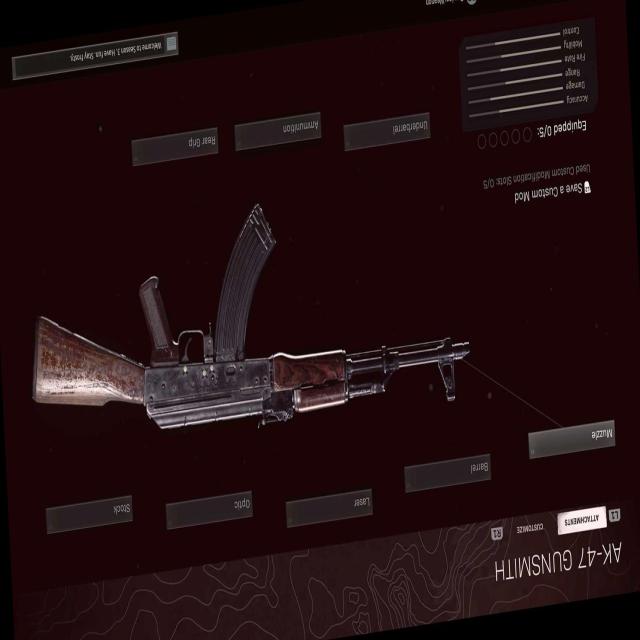 AK-47 GUNSMITH
L1 ATTACHMENTS CUSTOMIZE R1
Muzzle
Barrel
Laser
Optic
Stock
Save a Custom Mod
Used Custom Modification Slots: 0/5
Equipped 0/5:
Underbarrel
Ammunition
Rear Grip
Accuracy
Damage
Range
Fire Rate
Mobility
Control
Welcome to Season 3. Have Fun. Stay Frosty.